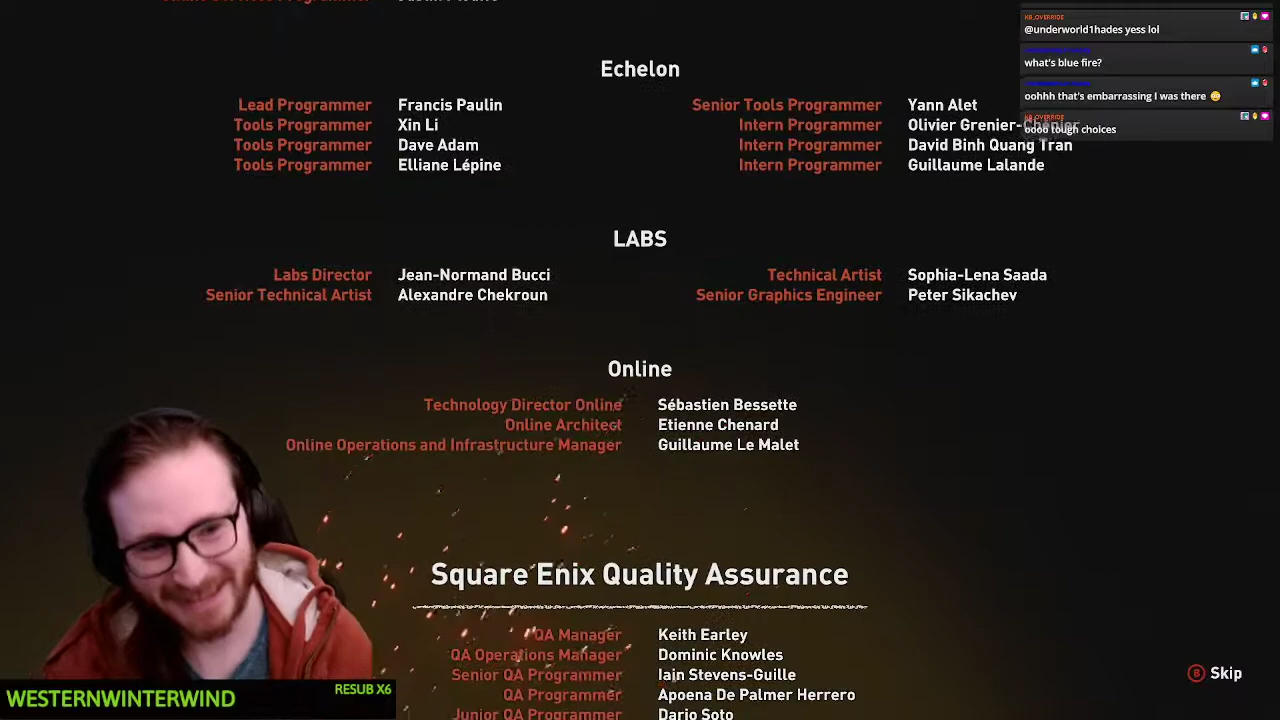 Echelon
Lead Programmer Francis Paulin Senior Tools Programmer Yann Alet
Tools Programmer Xin Li Intern Programmer Olivier Grenier-Chénier
Tools Programmer Dave Adam Intern Programmer David Binh Quang Tran
Tools Programmer Elliane Lépine Intern Programmer Guillaume Lalande
LABS
Labs Director Jean-Normand Bucci Technical Artist Sophia-Lena Saada
Senior Technical Artist Alexandre Chekroun Senior Graphics Engineer Peter Sikachev
Online
Technology Director Online Sébastien Bessette
Online Architect Etienne Chenard
Online Operations and Infrastructure Manager Guillaume Le Malet
Square Enix Quality Assurance
QA Manager Keith Earley
QA Operations Manager Dominic Knowles
Senior QA Programmer Iain Stevens-Guille
QA Programmer Apoena De Palmer Herrero
Junior QA Programmer Dario Soto
KB_OVERRIDE
@underworld1hades yess lol
what's blue fire?
oohhh that's embarrassing I was there
KB_OVERRIDE
oooo tough choices
B Skip
WESTERNWINTERWIND
RESUB X6